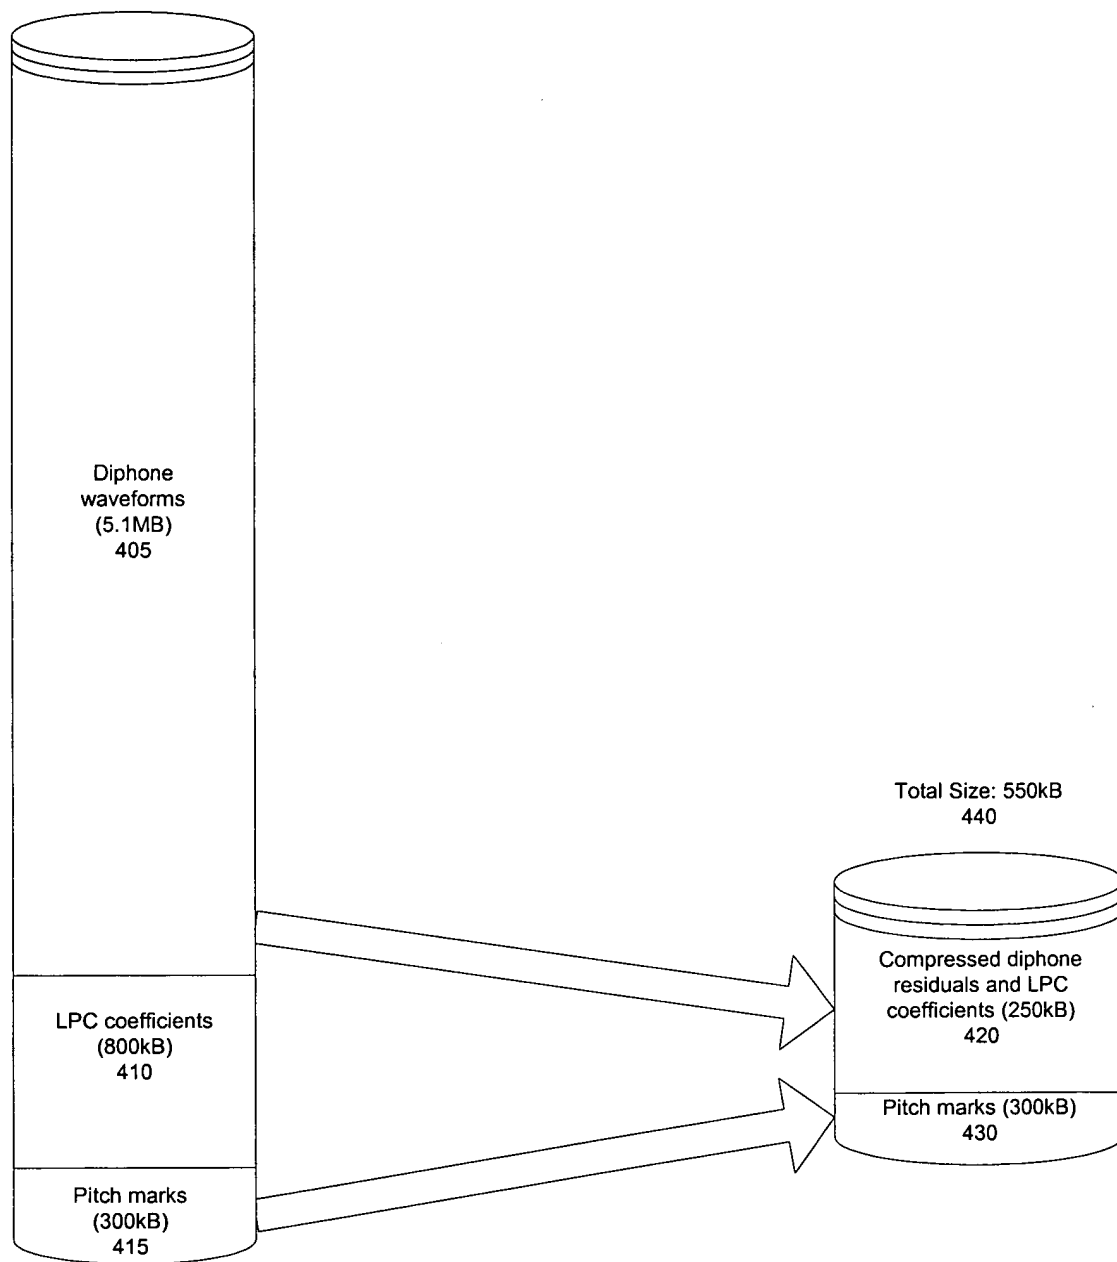 Diphone
waveforms
(5.1MB)
405
LPC coefficients
(800kB)
410
Pitch marks
(300kB)
415
Total Size: 550kB
440
Compressed diphone
residuals and LPC
coefficients (250kB)
420
Pitch marks (300kB)
430